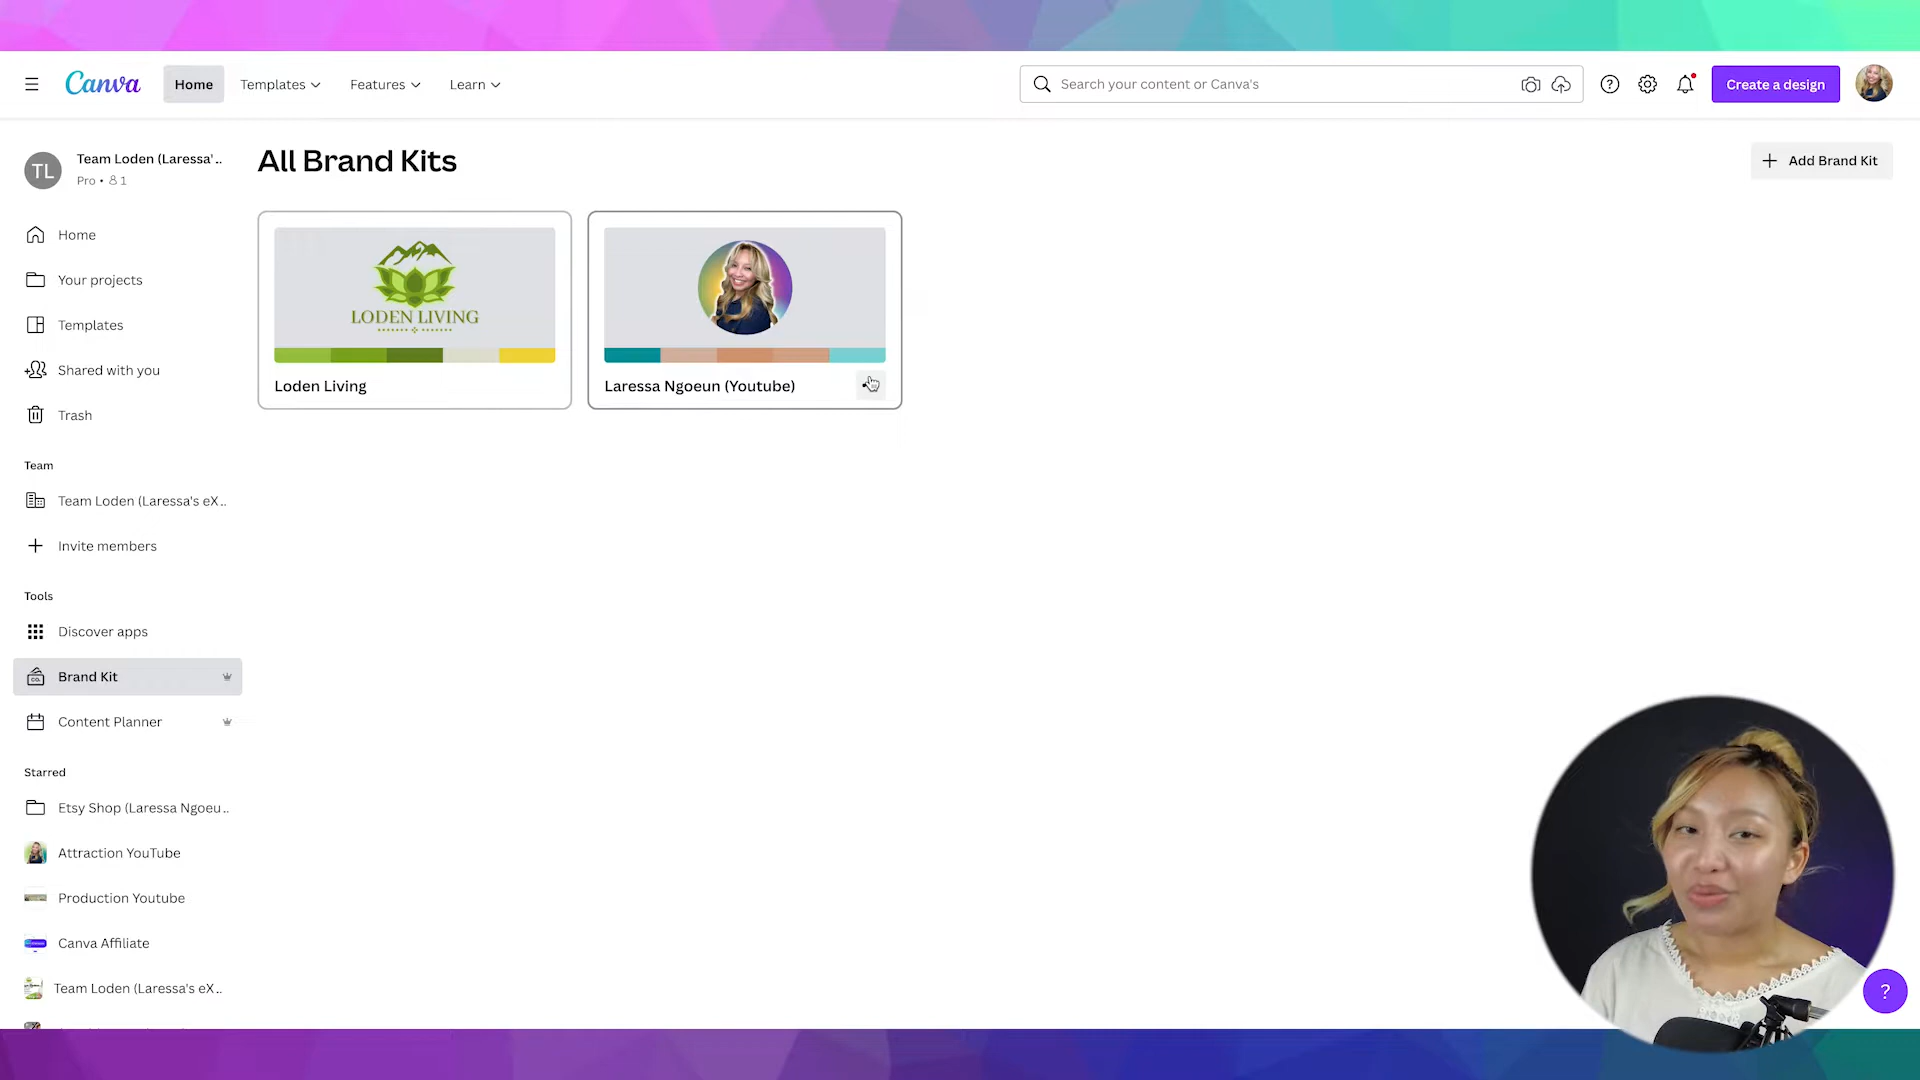 Canva
Home
Templates
Features
Learn
Search your content or Canva's
Create a design
TL
Team Loden (Laressa'..
Pro • 1
All Brand Kits
Add Brand Kit
Home
Your projects
Templates
Shared with you
Trash
LODEN LIVING
Loden Living
Laressa Ngoeun (Youtube)
Team
Team Loden (Laressa's eX..
Invite members
Tools
Discover apps
CO.
Brand Kit
Content Planner
Starred
Etsy Shop (Laressa Ngoeu..
Attraction YouTube
Production Youtube
Canva Affiliate
Team Loden (Laressa's eX..
?